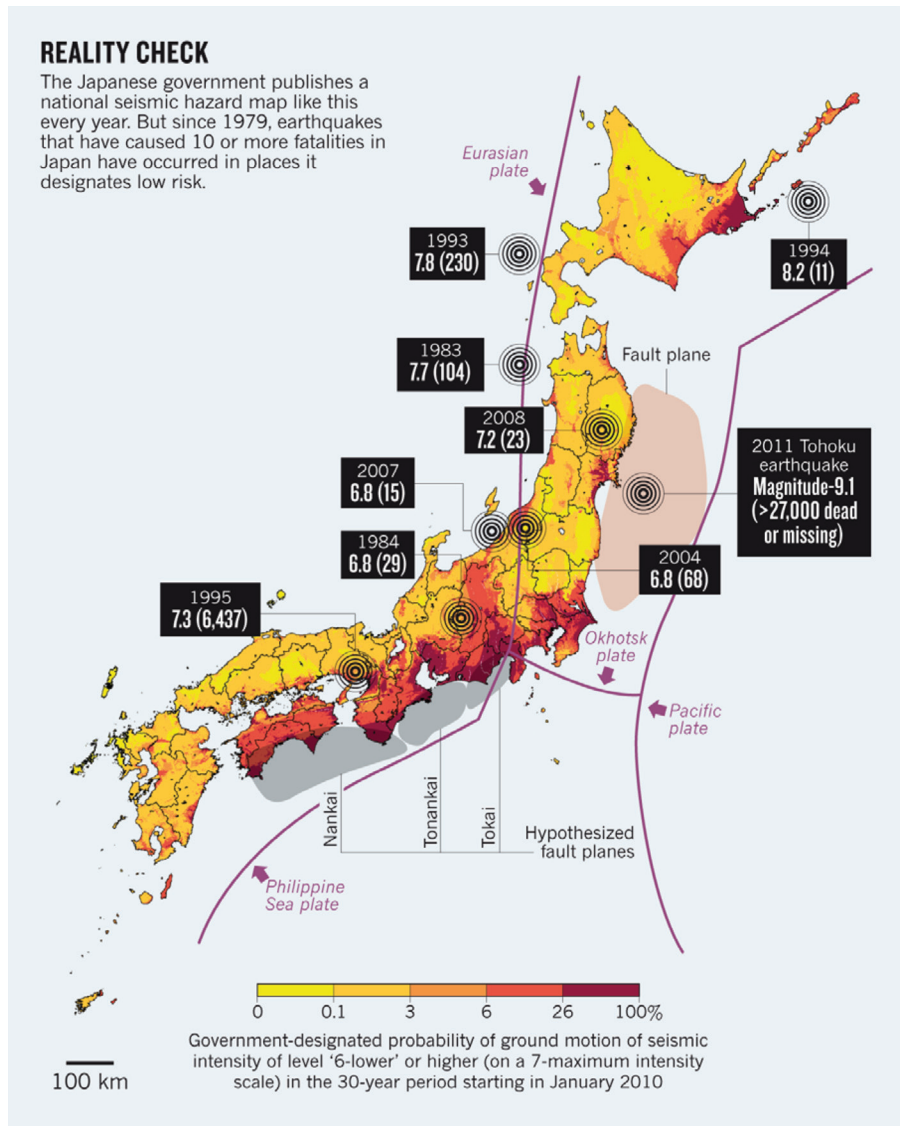 REALITY CHECK
The Japanese government publishes a
national seismic hazard map like this
every year. But since 1979, earthquakes
that have caused 10 or more fatalities in
Japan have occurred in places it
designates low risk.
Eurasian
plate
1993
7.8 (230)
1994
8.2 (11)
1983
7.7 (104)
Fault plane
2008
7.2 (23)
2011 Tohoku
earthquake
Magnitude-9.1
(>27,000 dead
or missing)
2007
6.8 (15)
1984
6.8 (29)
2004
6.8 (68)
1995
7.3 (6,437)
Okhotsk
plate
Pacific
plate
Nankai
Tonankai
Tokai
Hypothesized
fault planes
Philippine
Sea plate
0 0.1 3 6 26 100%
Government-designated probability of ground motion of seismic
intensity of level ‘6-lower’ or higher (on a 7-maximum intensity
scale) in the 30-year period starting in January 2010
100 km